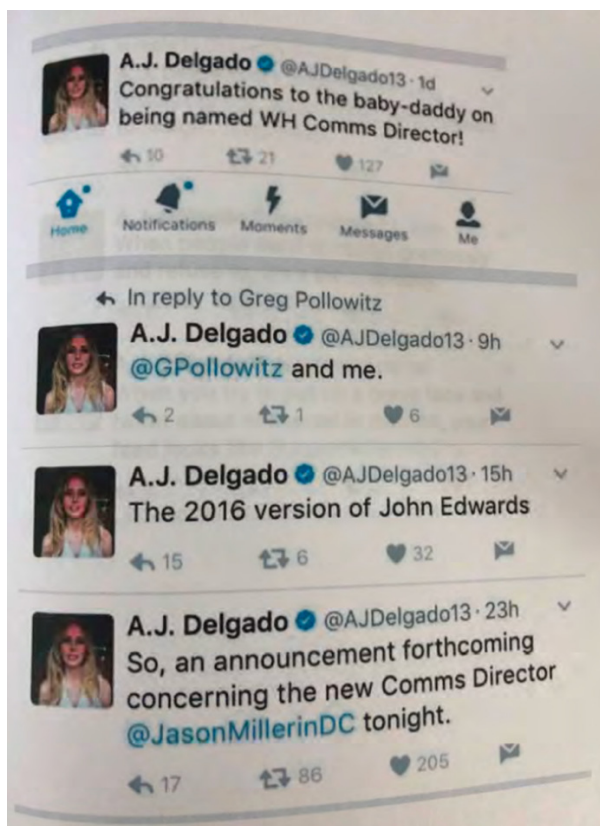 A.J. Delgado @AJDelgado13 · 1d
Congratulations to the baby-daddy on
being named WH Comms Director!
10 21 127
Home Notifications Moments Messages Me
In reply to Greg Pollowitz
A.J. Delgado @AJDelgado13 · 9h
@GPollowitz and me.
2 1 6
A.J. Delgado @AJDelgado13 · 15h
The 2016 version of John Edwards
15 6 32
A.J. Delgado @AJDelgado13 · 23h
So, an announcement forthcoming
concerning the new Comms Director
@JasonMillerinDC tonight.
17 86 205